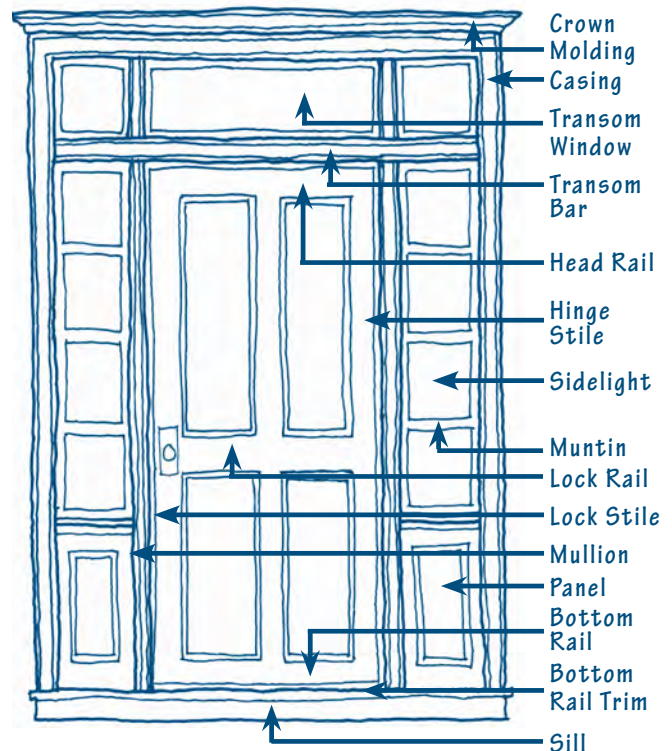 Crown
Molding
Casing
Transom
Window
Transom
Bar
Head Rail
Hinge
Stile
Sidelight
Muntin
Lock Rail
Lock Stile
Mullion
Panel
Bottom
Rail
Bottom
Rail Trim
Sill